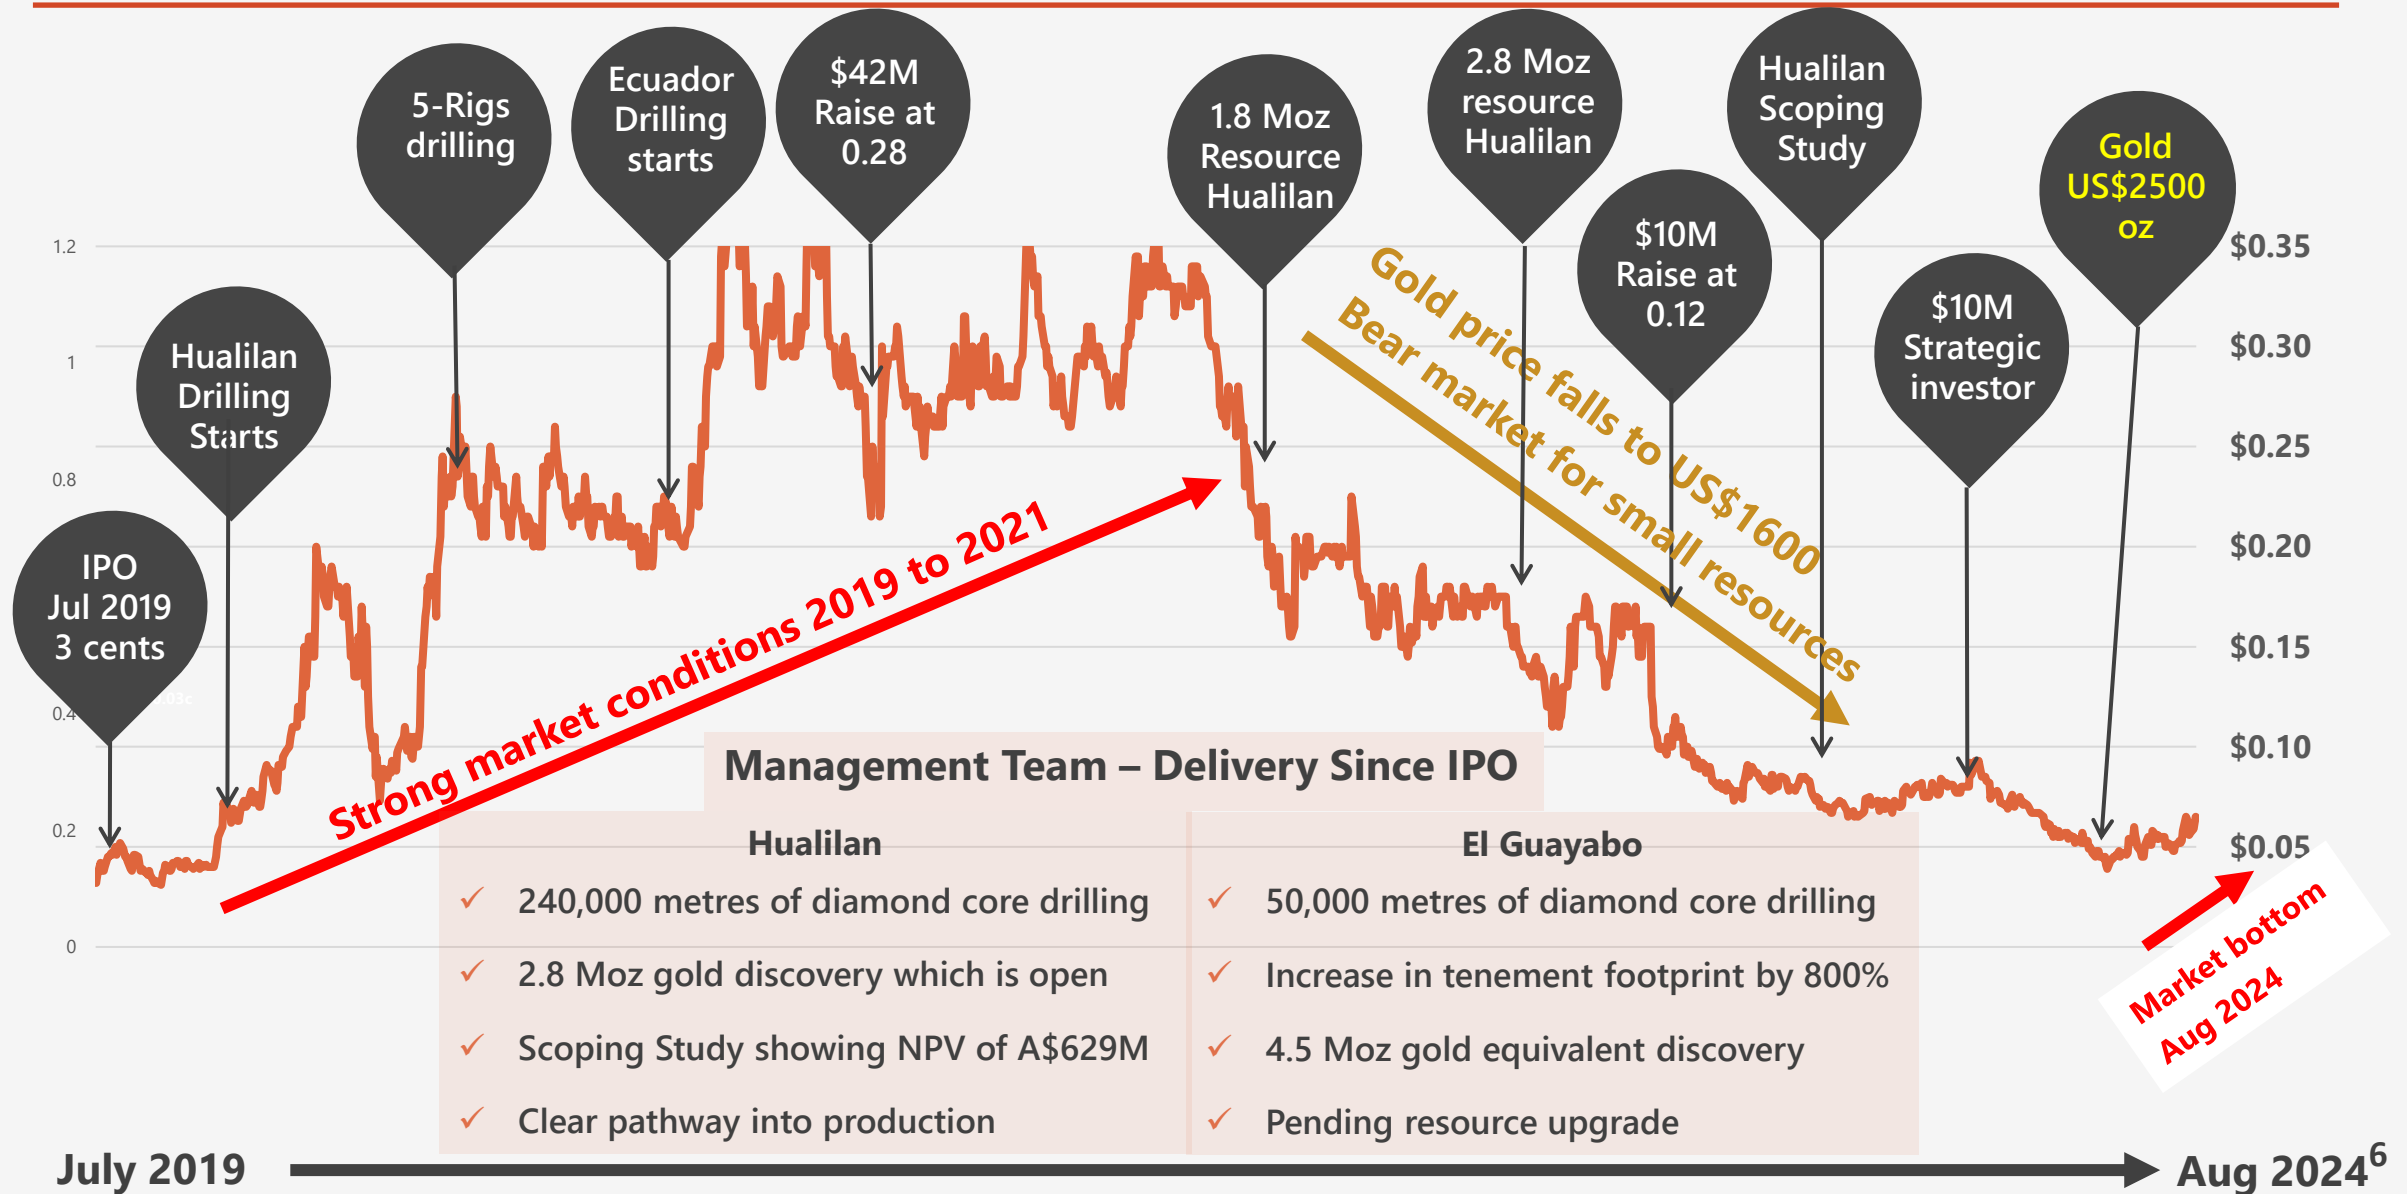 5-Rigs
drilling
Ecuador
Drilling
starts
$42M
Raise at
0.28
1.8 Moz
Resource
Hualilan
2.8 Moz
resource
Hualilan
Hualilan
Scoping
Study
Gold
US$2500
oz
$10M
Raise at
0.12
$10M
Strategic
investor
Hualilan
Drilling
Starts
IPO
Jul 2019
3 cents
.03c
1.2
1
0.8
0.4
0.2
0
$0.35
$0.30
$0.25
$0.20
$0.15
$0.10
$0.05
Gold price falls to US$1600
Bear market for small resources
Strong market conditions 2019 to 2021
Management Team – Delivery Since IPO
Hualilan
✓ 240,000 metres of diamond core drilling
✓ 2.8 Moz gold discovery which is open
✓ Scoping Study showing NPV of A$629M
✓ Clear pathway into production
El Guayabo
✓ 50,000 metres of diamond core drilling
✓ Increase in tenement footprint by 800%
✓ 4.5 Moz gold equivalent discovery
✓ Pending resource upgrade
Market bottom
Aug 2024
July 2019
Aug 2024
6